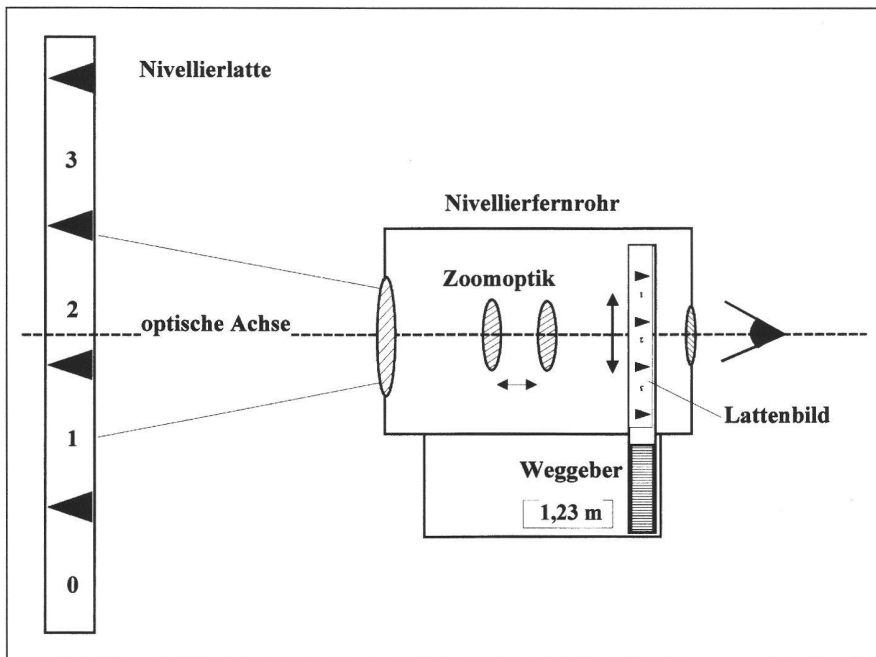 Nivellierlatte
3
Nivellierfernrohr
Zoomoptik
2
optische Achse
1
Lattenbild
Weggeber
1,23 m
0